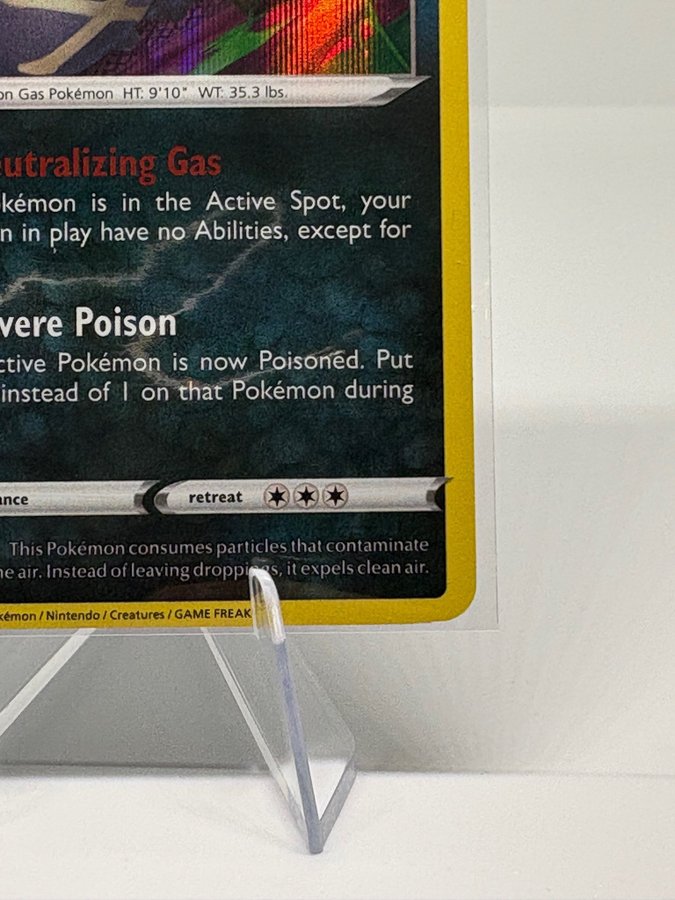 on Gas Pokémon HT: 9'10" WT: 35.3 lbs.
utralizing Gas
kémon is in the Active Spot, your
n in play have no Abilities, except for
vere Poison
ctive Pokémon is now Poisoned. Put
instead of 1 on that Pokémon during
ance
retreat
This Pokémon consumes particles that contaminate
he air. Instead of leaving droppings, it expels clean air.
kémon / Nintendo / Creatures / GAME FREAK